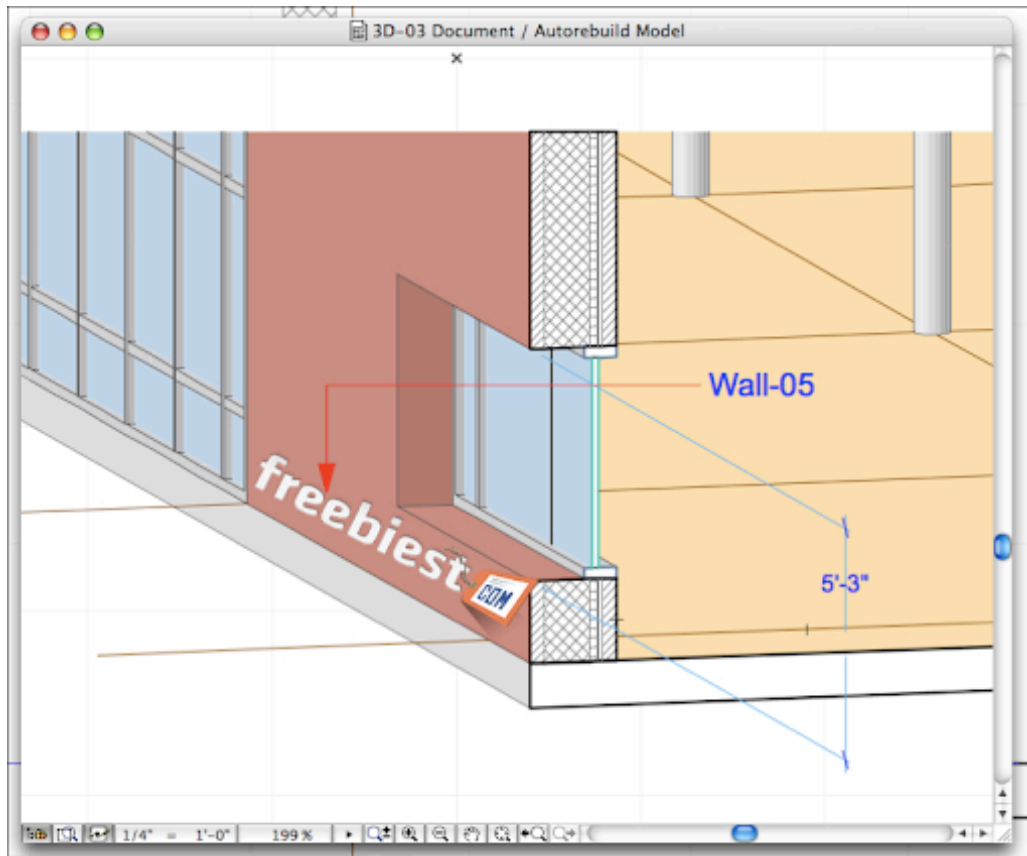 3D-03 Document / Autorebuild Model
Wall-05
freebiest
.COM
5'-3"
1/4" = 1'-0" 199%